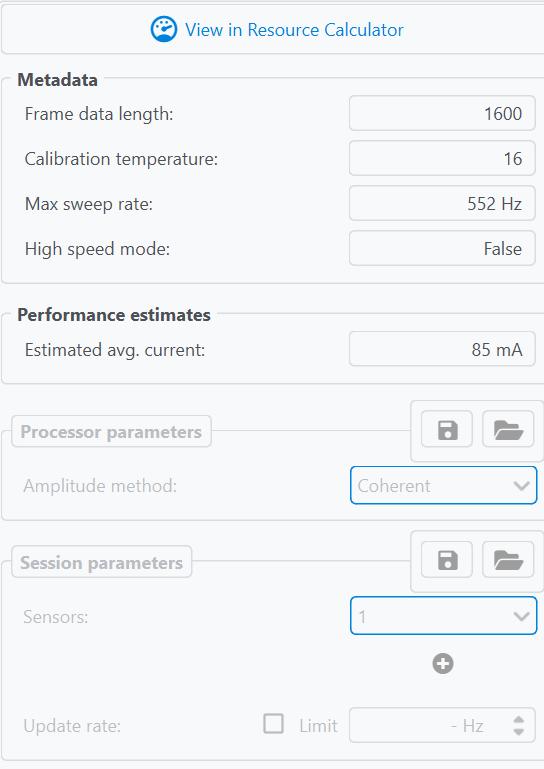 View in Resource Calculator
Metadata
Frame data length: 1600
Calibration temperature: 16
Max sweep rate: 552 Hz
High speed mode: False
Performance estimates
Estimated avg. current: 85 mA
Processor parameters
Amplitude method: Coherent
Session parameters
Sensors: 1
Update rate: Limit - Hz